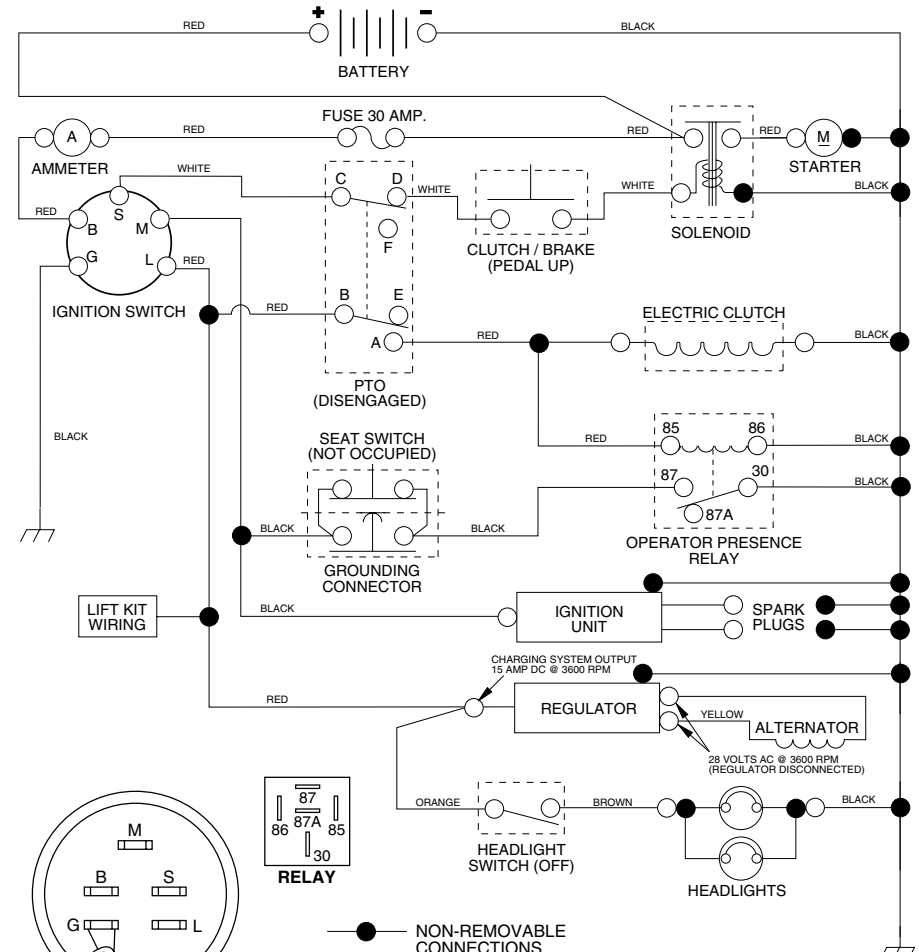 + -
RED
BLACK
BATTERY
FUSE 30 AMP.
A
RED
RED
RED
M
AMMETER
STARTER
WHITE
C D
WHITE
WHITE
BLACK
S
RED
B
M
F
CLUTCH / BRAKE
(PEDAL UP)
SOLENOID
G
L
RED
IGNITION SWITCH
B E
RED
ELECTRIC CLUTCH
A
RED
BLACK
PTO
(DISENGAGED)
BLACK
SEAT SWITCH
(NOT OCCUPIED)
RED
85 86
BLACK
87 30
BLACK
87A
BLACK
BLACK
OPERATOR PRESENCE
RELAY
GROUNDING
CONNECTOR
LIFT KIT
WIRING
BLACK
IGNITION
UNIT
SPARK
PLUGS
CHARGING SYSTEM OUTPUT
15 AMP DC @ 3600 RPM
RED
REGULATOR
YELLOW
ALTERNATOR
28 VOLTS AC @ 3600 RPM
(REGULATOR DISCONNECTED)
ORANGE
BROWN
BLACK
HEADLIGHT
SWITCH (OFF)
HEADLIGHTS
87
86 87A 85
30
RELAY
M
B S
G L
NON-REMOVABLE
CONNECTIONS